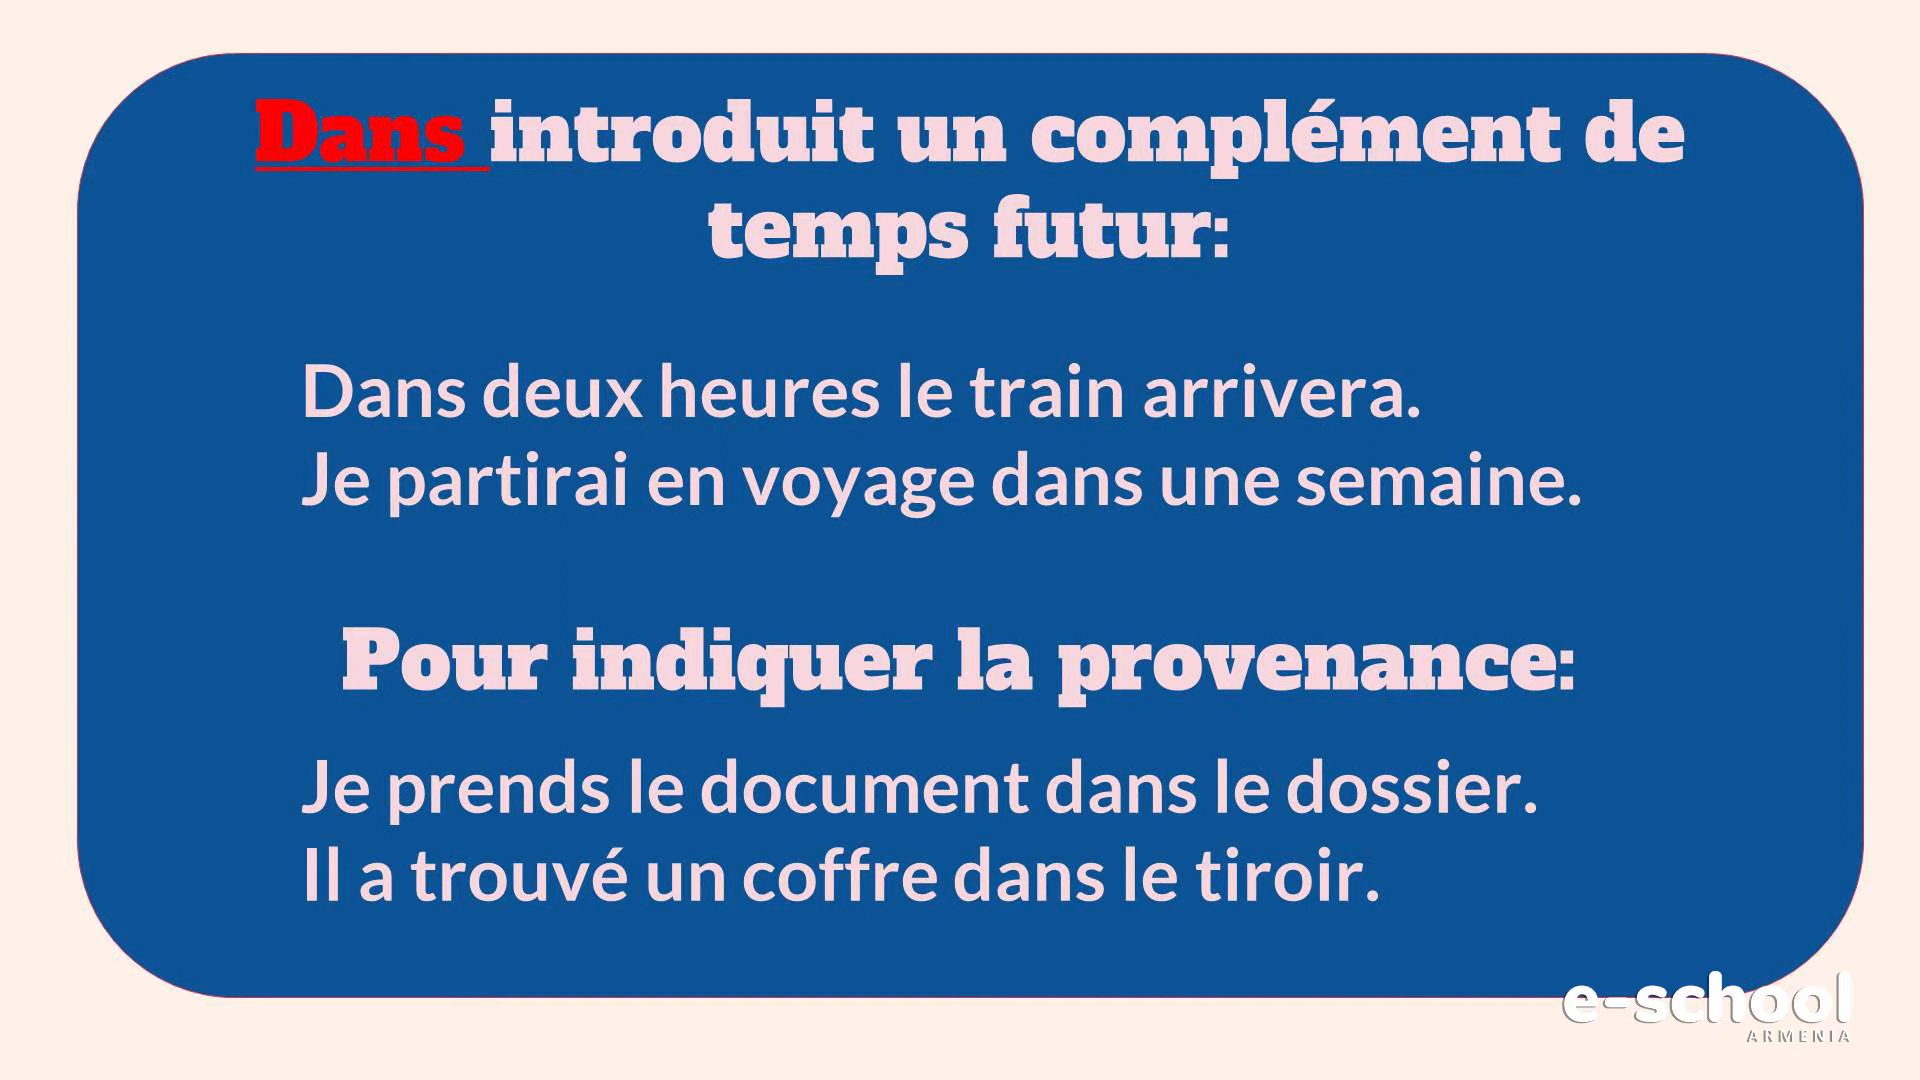 Dans introduit un complément de
temps futur:
Dans deux heures le train arrivera.
Je partirai en voyage dans une semaine.
Pour indiquer la provenance:
Je prends le document dans le dossier.
Il a trouvé un coffre dans le tiroir.
e-school
ARMENIA